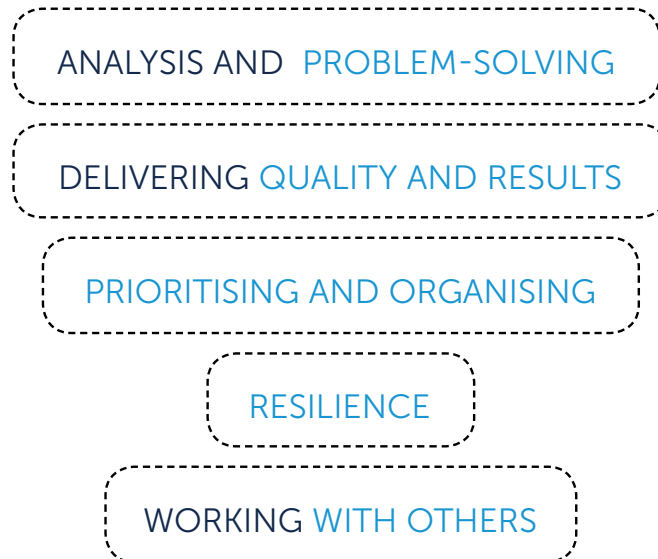 ANALYSIS AND PROBLEM-SOLVING
DELIVERING QUALITY AND RESULTS
PRIORITISING AND ORGANISING
RESILIENCE
WORKING WITH OTHERS